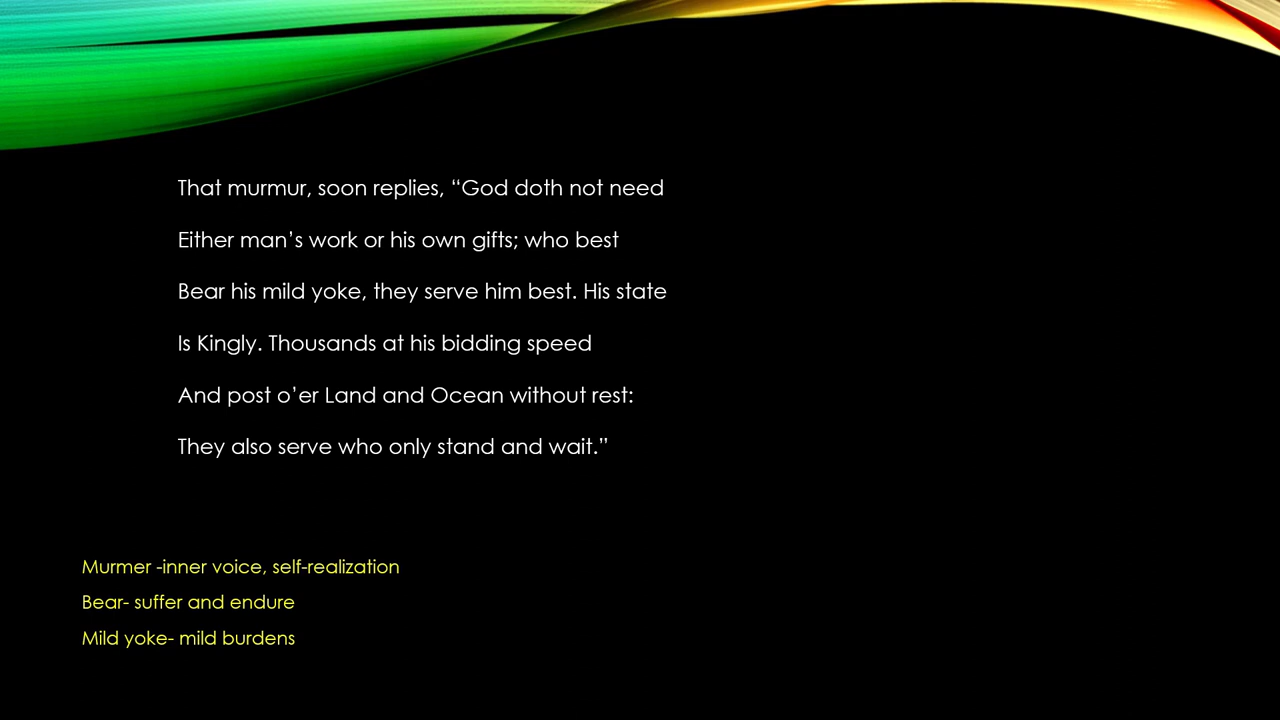 That murmur, soon replies, “God doth not need
Either man’s work or his own gifts; who best
Bear his mild yoke, they serve him best. His state
Is Kingly. Thousands at his bidding speed
And post o’er Land and Ocean without rest:
They also serve who only stand and wait.”
Murmer -inner voice, self-realization
Bear- suffer and endure
Mild yoke- mild burdens